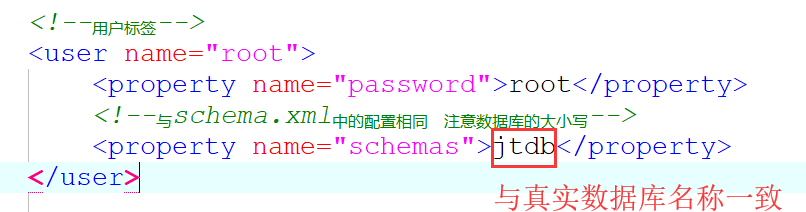 <!--用户标签-->
<user name="root">
<property name="password">root</property>
<!--与schema.xml中的配置相同 注意数据库的大小写-->
<property name="schemas">jtdb</property>
</user>
与真实数据库名称一致